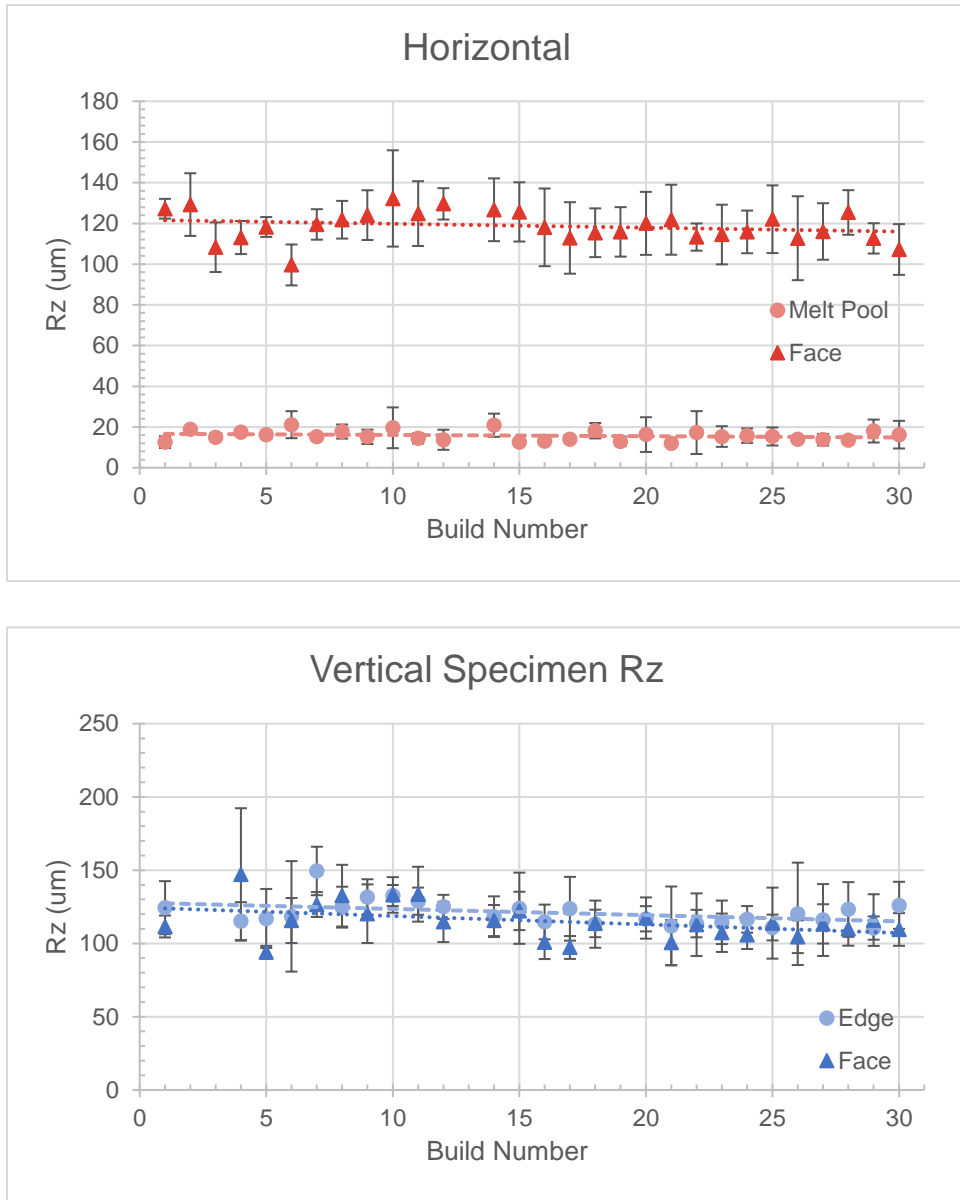 Horizontal
180
160
140
120
100
80
60
40
20
0
Rz (um)
Melt Pool
Face
0 5 10 15 20 25 30
Build Number
Vertical Specimen Rz
250
200
150
100
50
0
Rz (um)
Edge
Face
0 5 10 15 20 25 30
Build Number